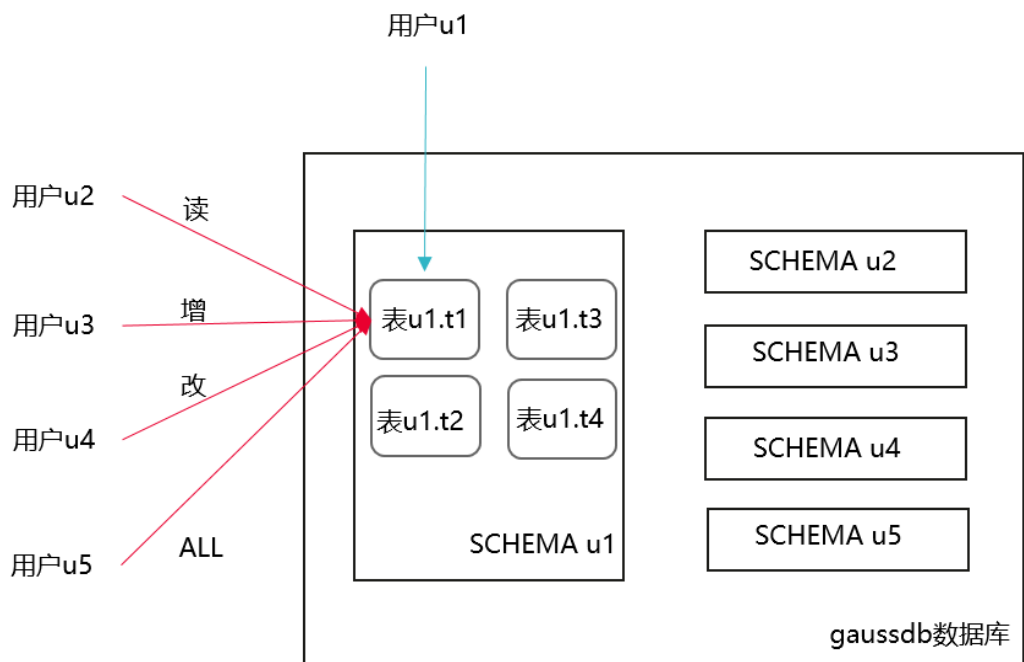 用户u1
用户u2
读
用户u3
增
改
用户u4
用户u5
ALL
表u1.t1
表u1.t3
表u1.t2
表u1.t4
SCHEMA u1
SCHEMA u2
SCHEMA u3
SCHEMA u4
SCHEMA u5
gaussdb数据库